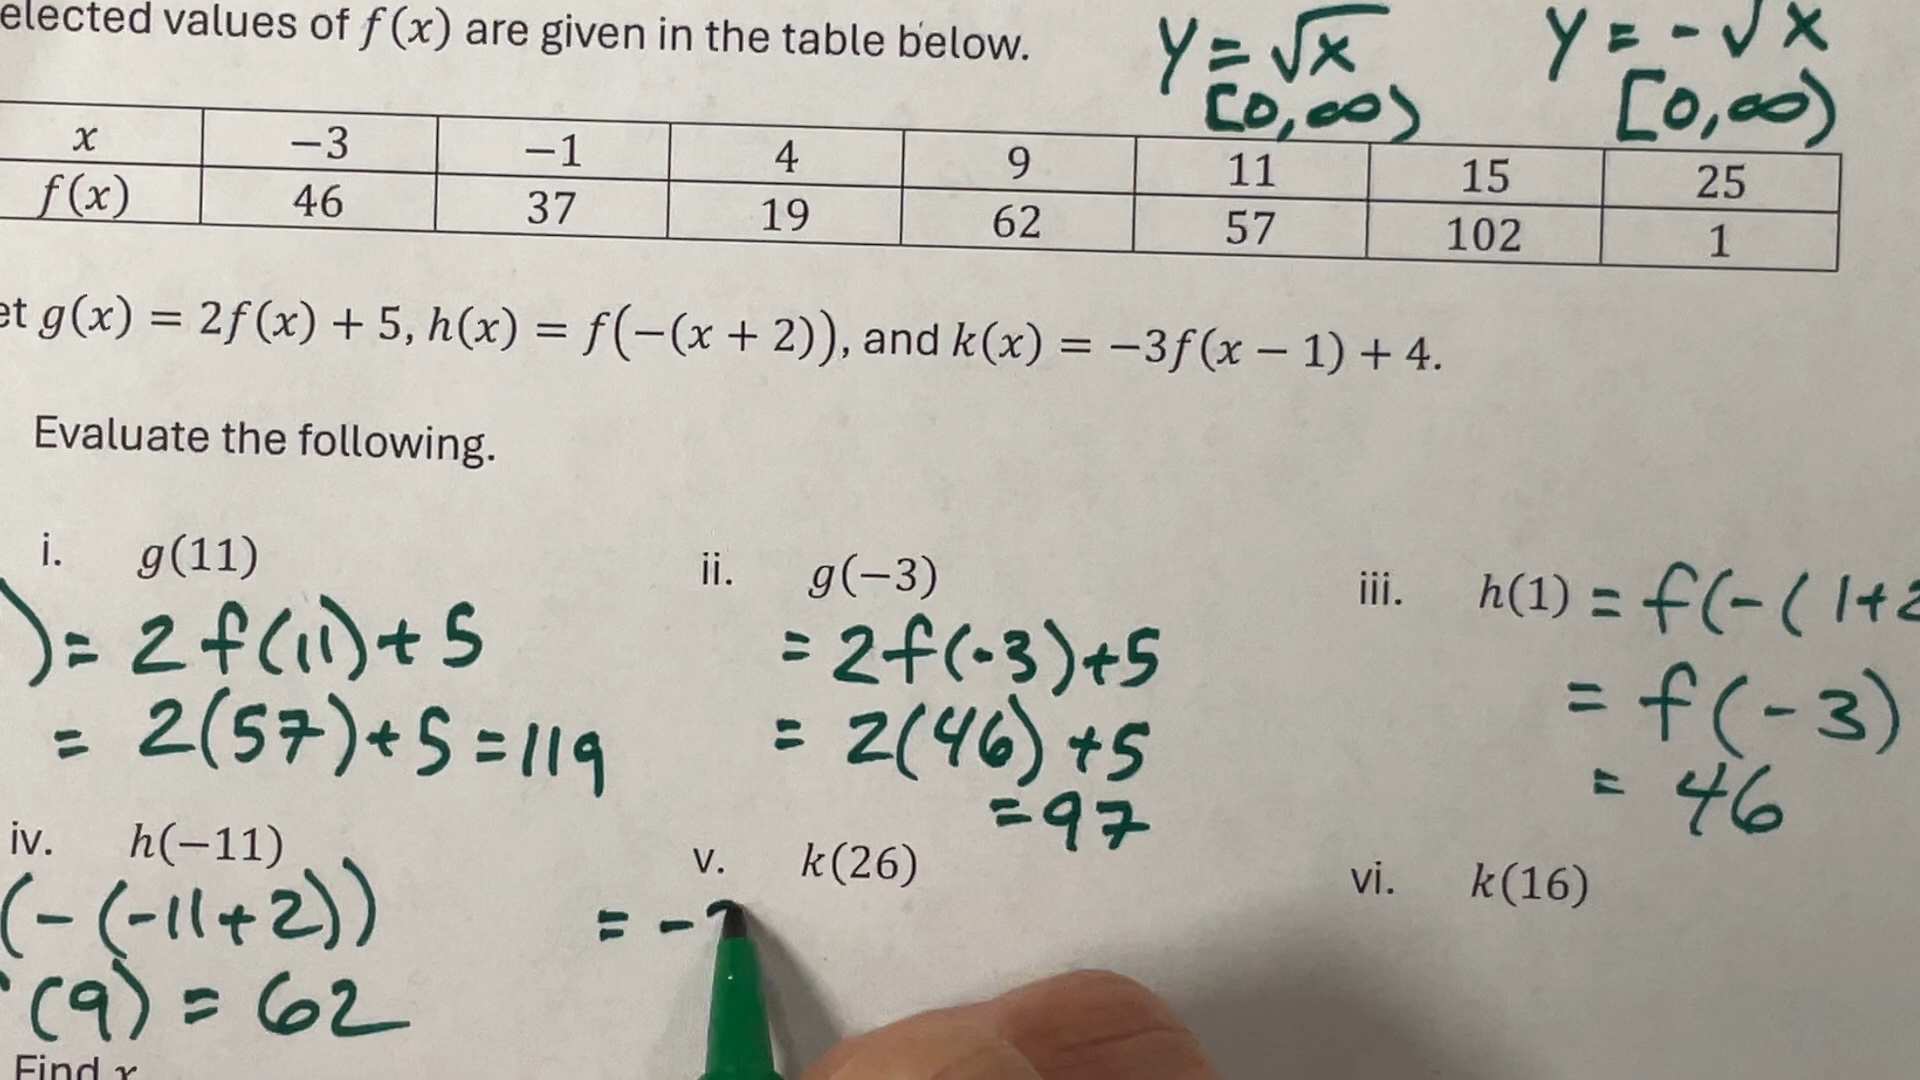 elected values of f(x) are given in the table below.
y = √x y = -√x
[0,∞) [0,∞)
x −3 −1 4 9 11 15 25
f(x) 46 37 19 62 57 102 1
et g(x) = 2f(x) + 5, h(x) = f(−(x + 2)), and k(x) = −3f(x − 1) + 4.
Evaluate the following.
i. g(11) ii. g(−3) iii. h(1) = f(-(1+2
) = 2f(11)+5 = 2f(-3)+5 = f(-3)
= 2(57)+5 = 119 = 2(46)+5 = 46
= 97
iv. h(−11) v. k(26) vi. k(16)
(-(-11+2)) = -
(9) = 62
Find x